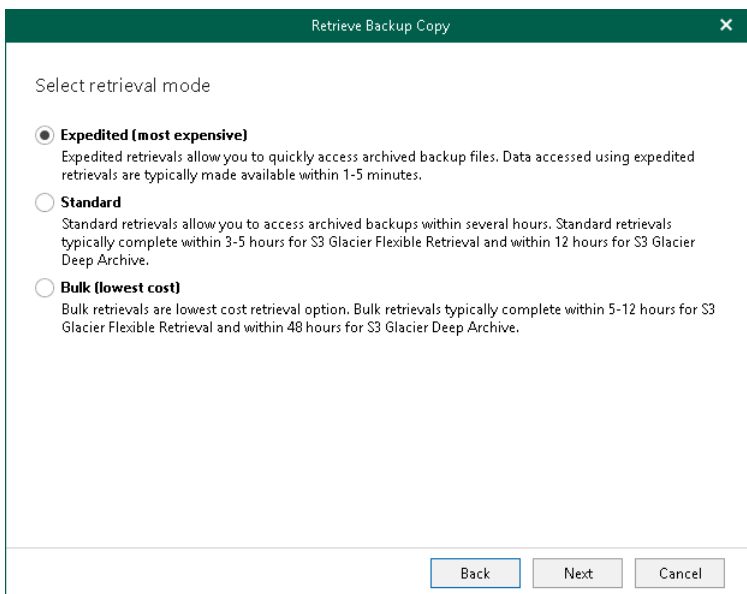 Retrieve Backup Copy
Select retrieval mode
Expedited (most expensive)
Expedited retrievals allow you to quickly access archived backup files. Data accessed using expedited
retrievals are typically made available within 1-5 minutes.
Standard
Standard retrievals allow you to access archived backups within several hours. Standard retrievals
typically complete within 3-5 hours for S3 Glacier Flexible Retrieval and within 12 hours for S3 Glacier
Deep Archive.
Bulk (lowest cost)
Bulk retrievals are lowest cost retrieval option. Bulk retrievals typically complete within 5-12 hours for S3
Glacier Flexible Retrieval and within 48 hours for S3 Glacier Deep Archive.
Back Next Cancel